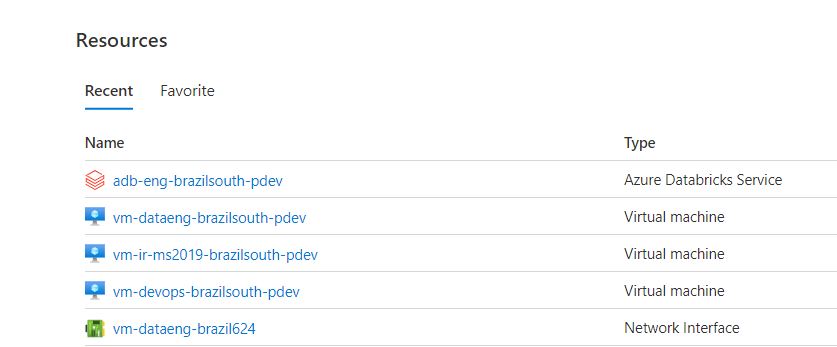 Resources
Recent Favorite
Name Type
adb-eng-brazilsouth-pdev Azure Databricks Service
vm-dataeng-brazilsouth-pdev Virtual machine
vm-ir-ms2019-brazilsouth-pdev Virtual machine
vm-devops-brazilsouth-pdev Virtual machine
vm-dataeng-brazil624 Network Interface